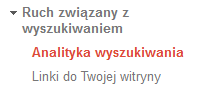 Ruch związany z
wyszukiwaniem
Analityka wyszukiwania
Linki do Twojej witryny